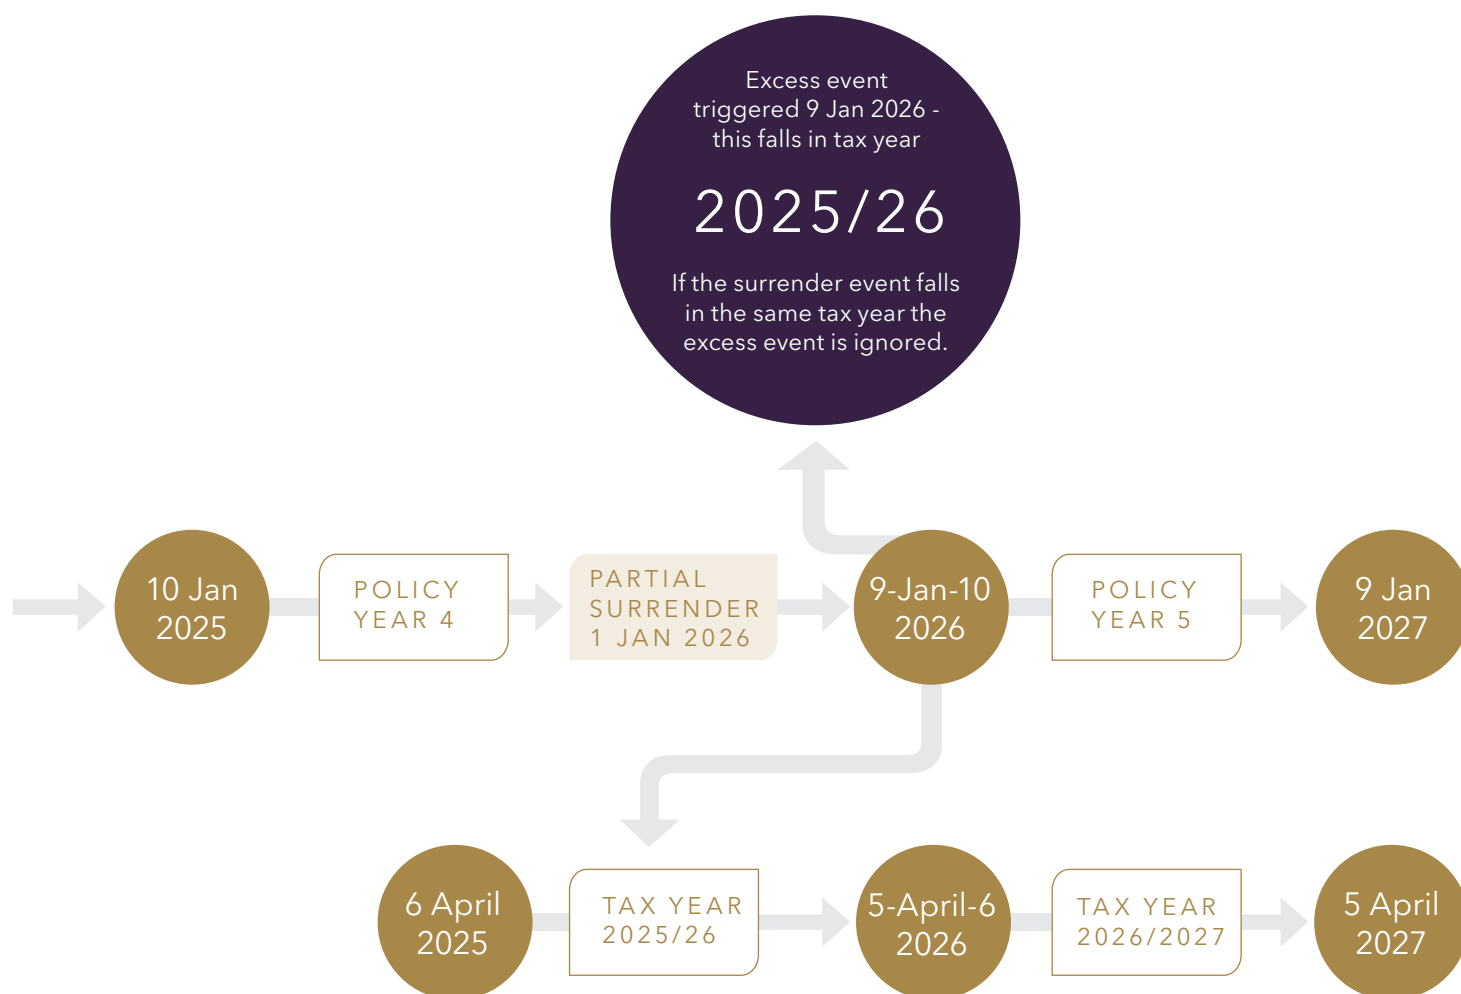 Excess event
triggered 9 Jan 2026 -
this falls in tax year
2025/26
If the surrender event falls
in the same tax year the
excess event is ignored.
10 Jan
2025
POLICY
YEAR 4
PARTIAL
SURRENDER
1 JAN 2026
9-Jan-10
2026
POLICY
YEAR 5
9 Jan
2027
6 April
2025
TAX YEAR
2025/26
5-April-6
2026
TAX YEAR
2026/2027
5 April
2027